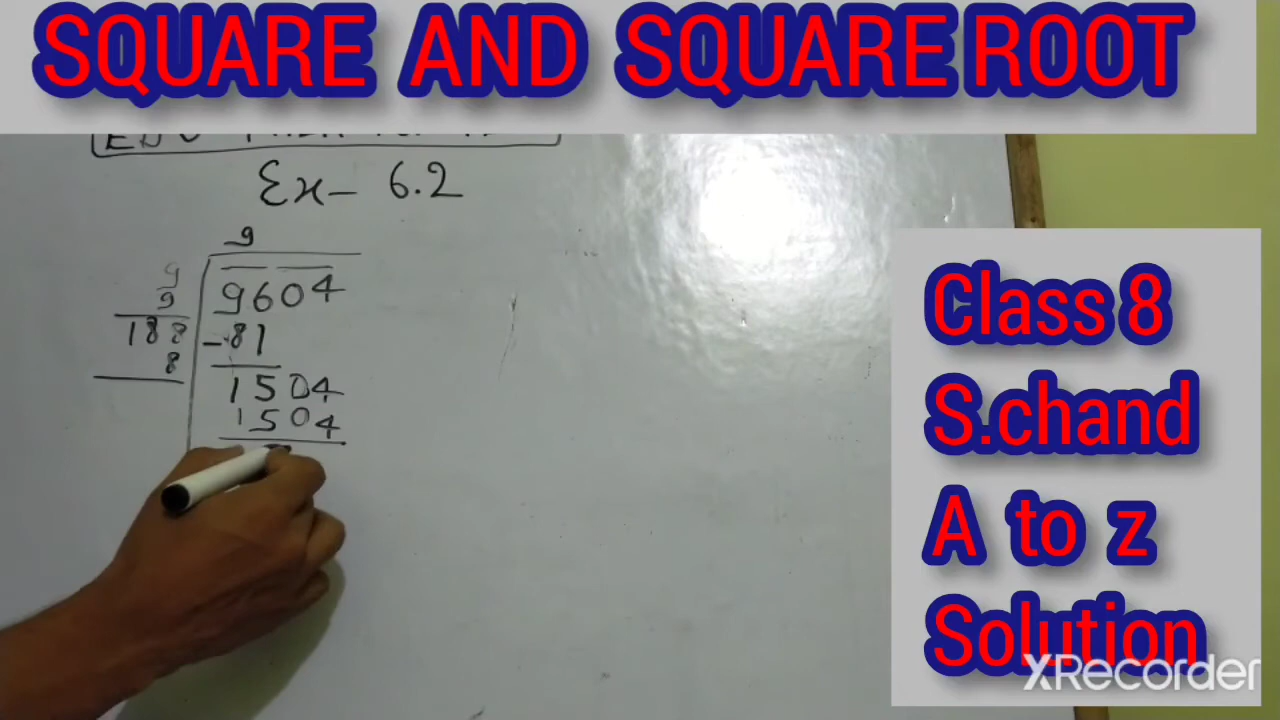 SQUARE AND SQUARE ROOT
Ex- 6.2
9
9 9604
9
188 -81
8
1504
1504
Class 8
S.chand
A to z
Solution
XRecorder